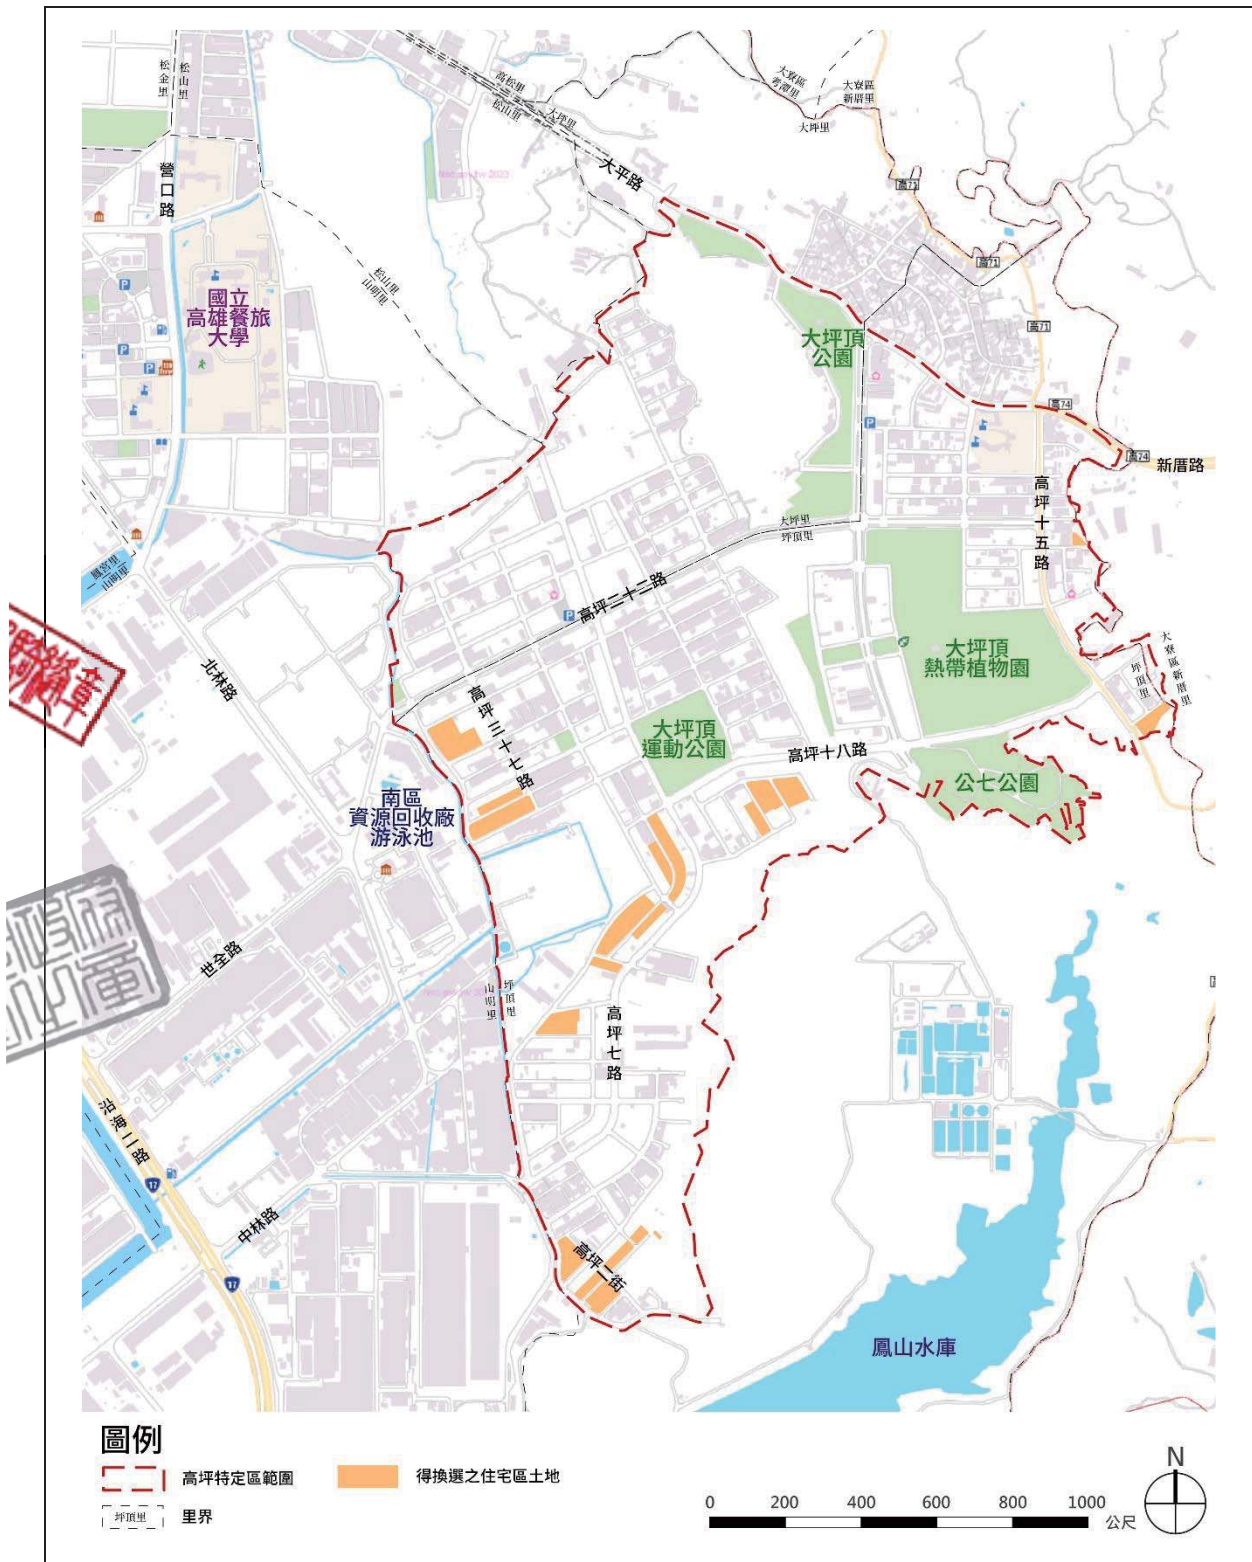 松金里
松山里
高松里
松山里
大坪里
大寮區
考潭里
大寮區
新厝里
大坪里
營口路
大平路
高71
高71
高71
松山里
山明里
國立
高雄餐旅
大學
大坪頂
公園
高74
高74
新厝路
高坪十五路
大坪里
坪頂里
鳳宮里
山明里
高坪二十二路
北林路
大坪頂
熱帶植物園
坪頂里
大寮區新厝里
高坪三十七路
大坪頂
運動公園
高坪十八路
公七公園
南區
資源回收廠
游泳池
世全路
山明里
坪頂里
高坪七路
沿海二路
17
中林路
17
高坪二街
鳳山水庫
圖例
高坪特定區範圍
得換選之住宅區土地
坪頂里
里界
0 200 400 600 800 1000
公尺
N